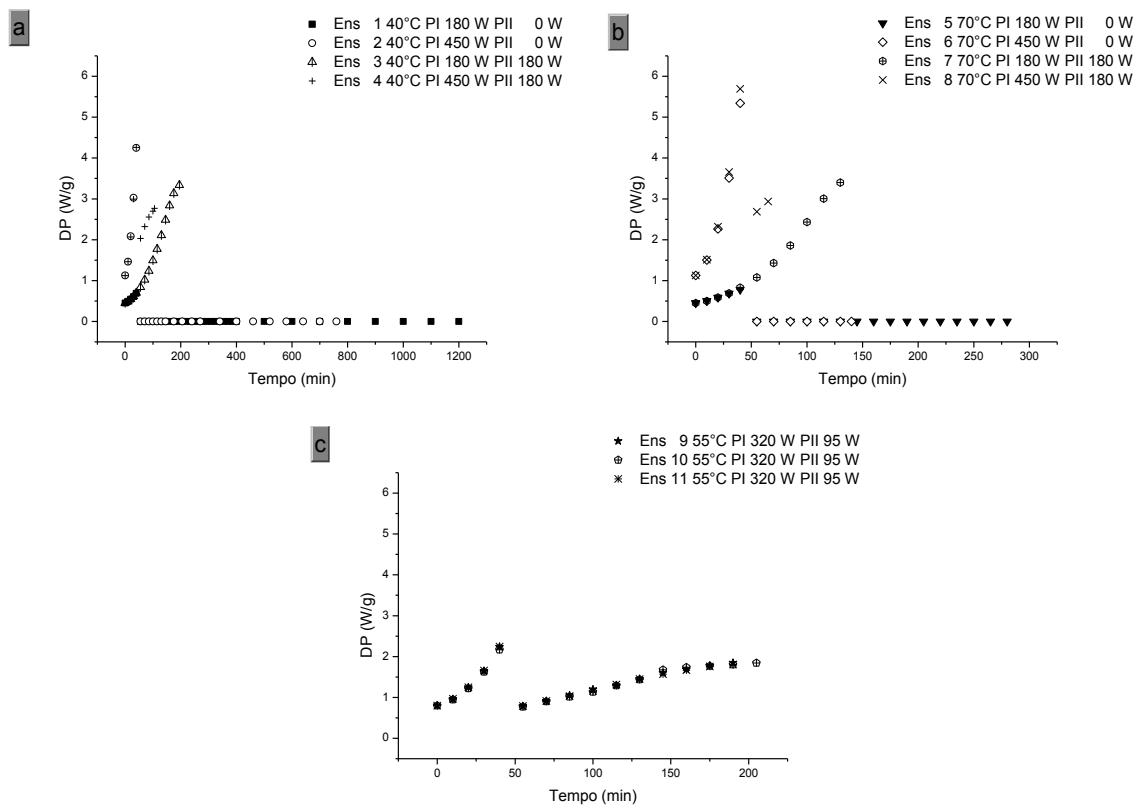 a
Ens 1 40°C PI 180 W PII 0 W
Ens 2 40°C PI 450 W PII 0 W
Ens 3 40°C PI 180 W PII 180 W
Ens 4 40°C PI 450 W PII 180 W
6
5
4
3
2
1
0
DP (W/g)
0 200 400 600 800 1000 1200
Tempo (min)
b
Ens 5 70°C PI 180 W PII 0 W
Ens 6 70°C PI 450 W PII 0 W
Ens 7 70°C PI 180 W PII 180 W
Ens 8 70°C PI 450 W PII 180 W
6
5
4
3
2
1
0
DP (W/g)
0 50 100 150 200 250 300
Tempo (min)
c
Ens 9 55°C PI 320 W PII 95 W
Ens 10 55°C PI 320 W PII 95 W
Ens 11 55°C PI 320 W PII 95 W
6
5
4
3
2
1
0
DP (W/g)
0 50 100 150 200
Tempo (min)